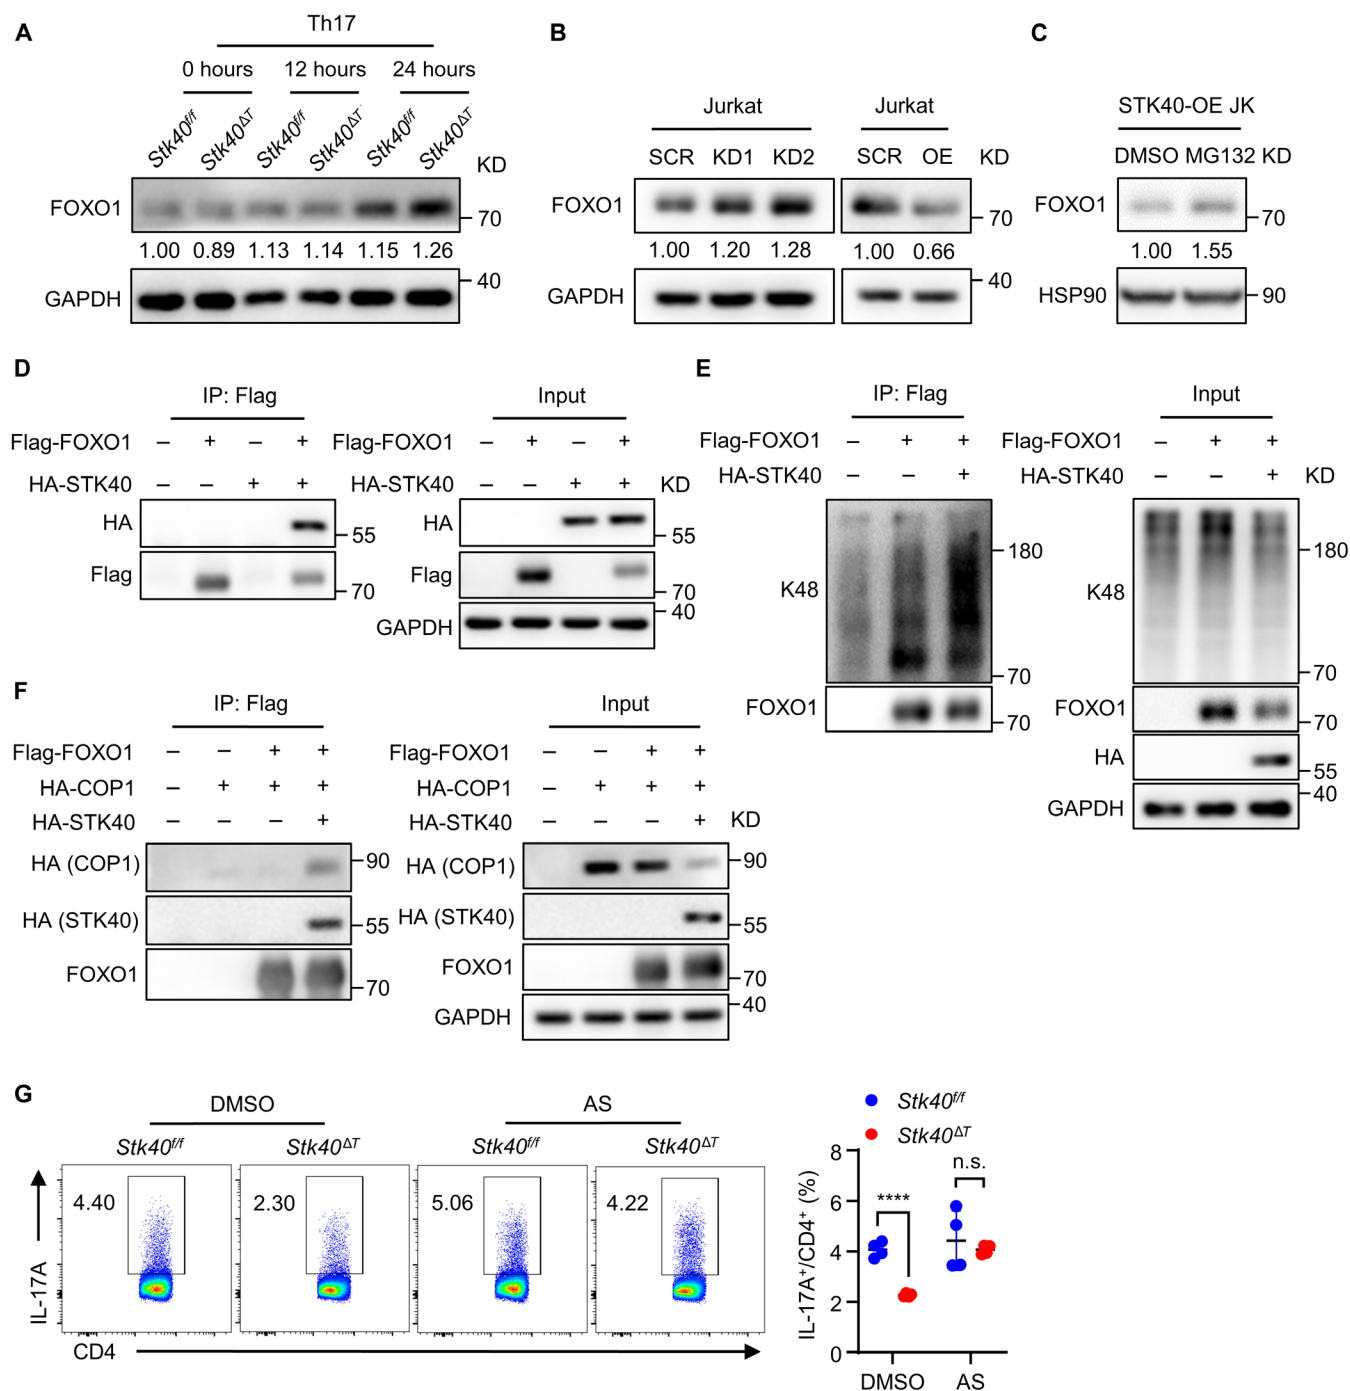 A
Th17
0 hours 12 hours 24 hours
Stk40f/f Stk40ΔT Stk40f/f Stk40ΔT Stk40f/f Stk40ΔT
KD
FOXO1
70
1.00 0.89 1.13 1.14 1.15 1.26
GAPDH
40
B
Jurkat Jurkat
SCR KD1 KD2 SCR OE KD
FOXO1
70
1.00 1.20 1.28 1.00 0.66
GAPDH
40
C
STK40-OE JK
DMSO MG132 KD
FOXO1
70
1.00 1.55
HSP90
90
D
IP: Flag Input
Flag-FOXO1 – + – + Flag-FOXO1 – + – +
HA-STK40 – – + + HA-STK40 – – + + KD
HA 55 HA 55
Flag 70 Flag 70
GAPDH 40
E
IP: Flag Input
Flag-FOXO1 – + + Flag-FOXO1 – + +
HA-STK40 – – + HA-STK40 – – + KD
K48 180 K48 180
70 70
FOXO1 70 FOXO1 70
HA 55
GAPDH 40
F
IP: Flag Input
Flag-FOXO1 – – + + Flag-FOXO1 – – + +
HA-COP1 – + + + HA-COP1 – + + +
HA-STK40 – – – + HA-STK40 – – – + KD
HA (COP1) 90 HA (COP1) 90
HA (STK40) 55 HA (STK40) 55
FOXO1 70 FOXO1 70
GAPDH 40
G
DMSO AS
Stk40f/f Stk40ΔT Stk40f/f Stk40ΔT
4.40 2.30 5.06 4.22
IL-17A
CD4
Stk40f/f
Stk40ΔT
IL-17A+/CD4+ (%)
8
6
4
2
0
****
n.s.
DMSO AS